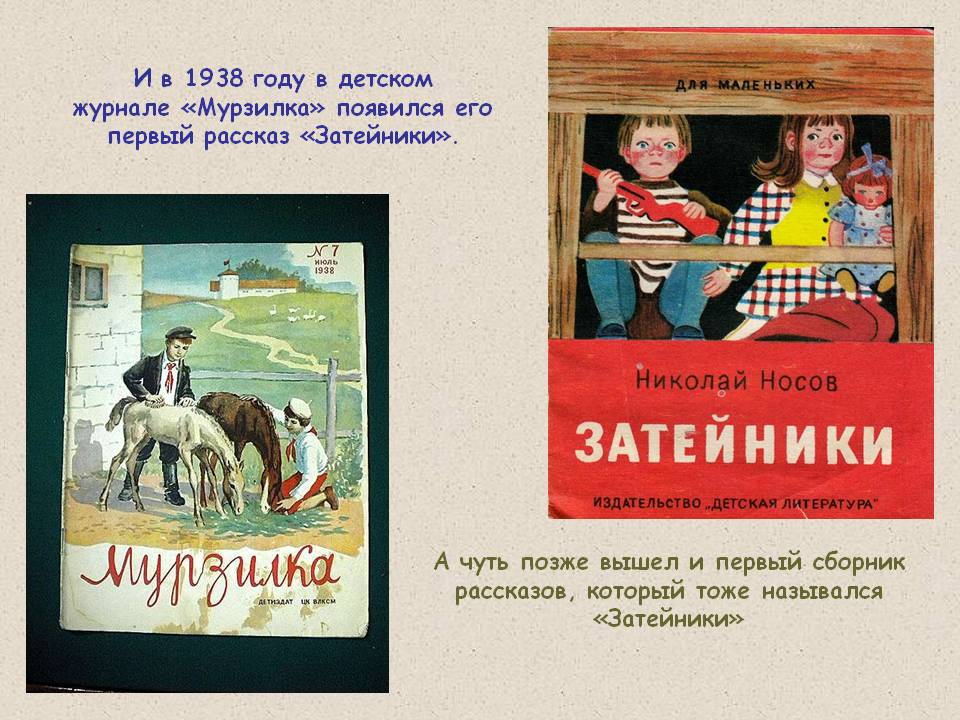 И в 1938 году в детском
журнале «Мурзилка» появился его
первый рассказ «Затейники».
№ 7
ИЮЛЬ
1938
Мурзилка
ДЕТИЗДАТ ЦК ВЛКСМ
ДЛЯ МАЛЕНЬКИХ
Николай Носов
ЗАТЕЙНИКИ
ИЗДАТЕЛЬСТВО „ДЕТСКАЯ ЛИТЕРАТУРА"
А чуть позже вышел и первый сборник
рассказов, который тоже назывался
«Затейники»